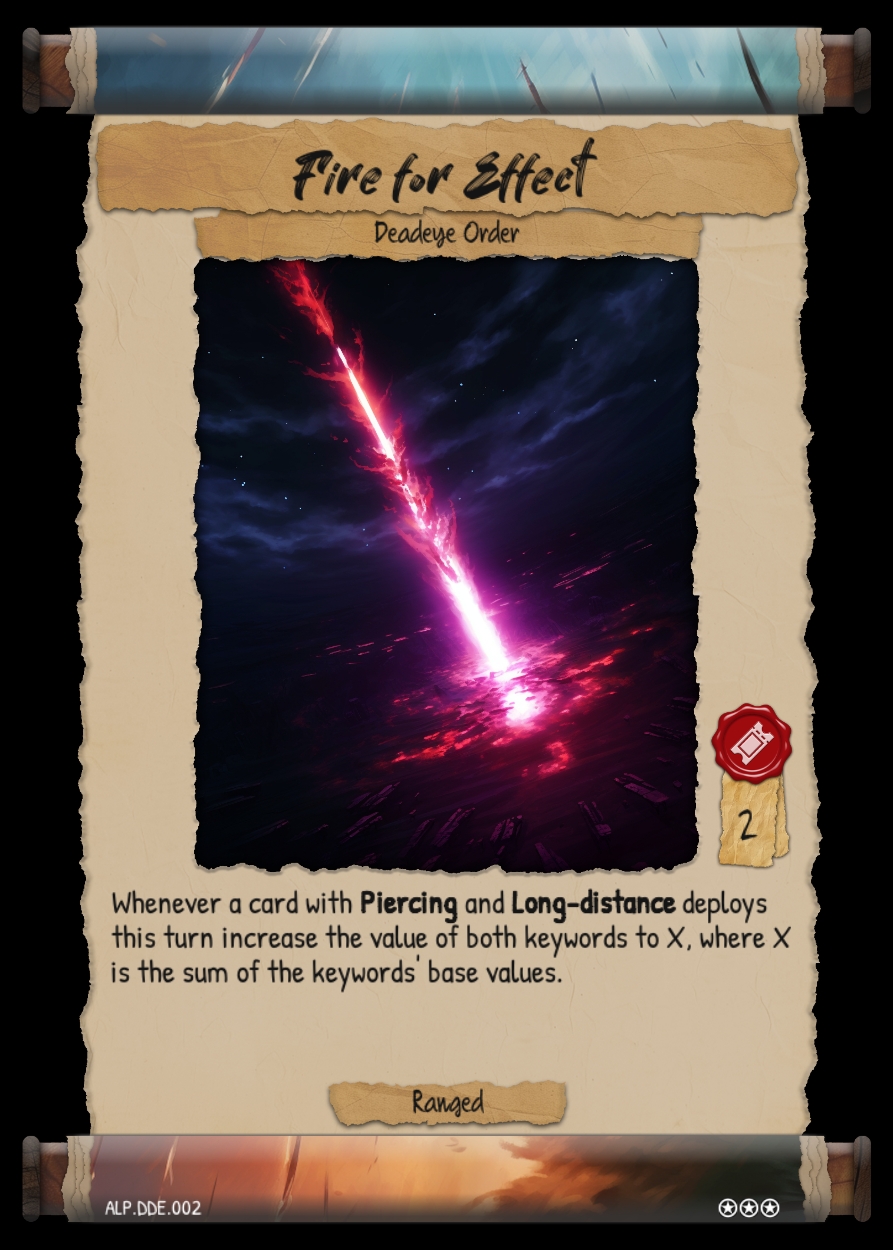 Fire for Effect
Deadeye Order
2
Whenever a card with Piercing and Long-distance deploys
this turn increase the value of both keywords to X, where X
is the sum of the keywords' base values.
Ranged
ALP.DDE.002